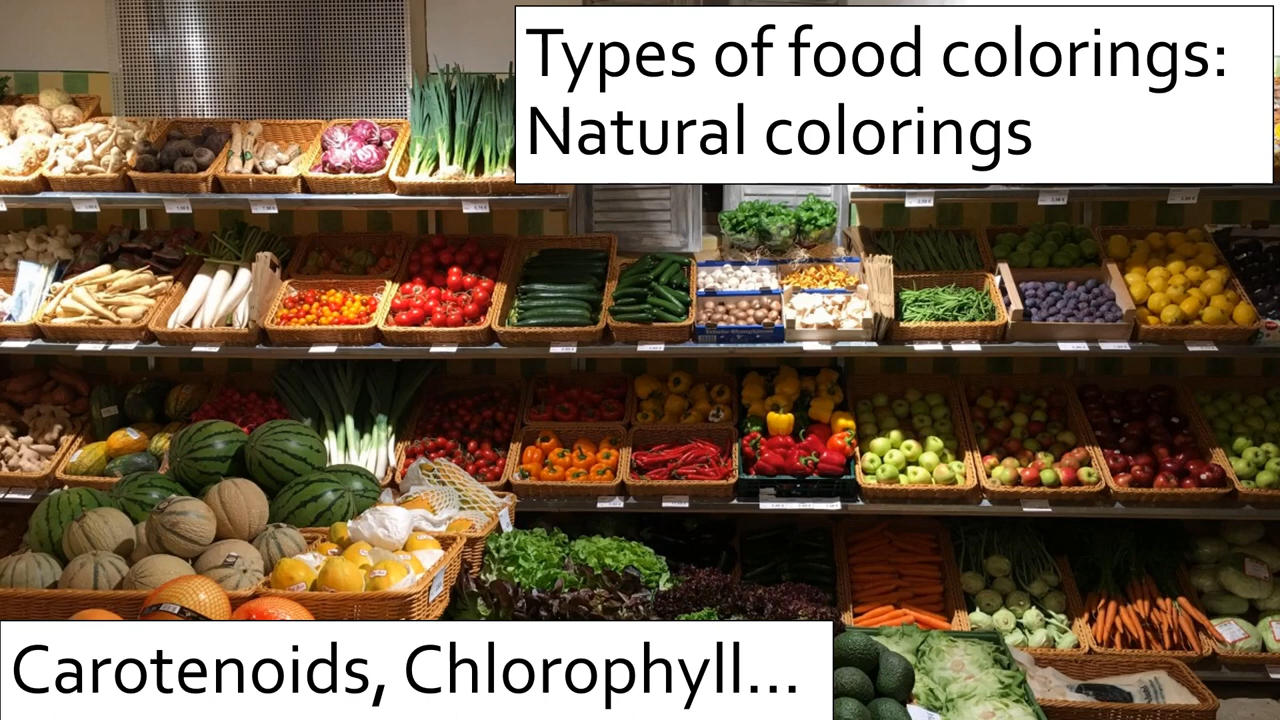 Types of food colorings:
Natural colorings
Carotenoids, Chlorophyll...